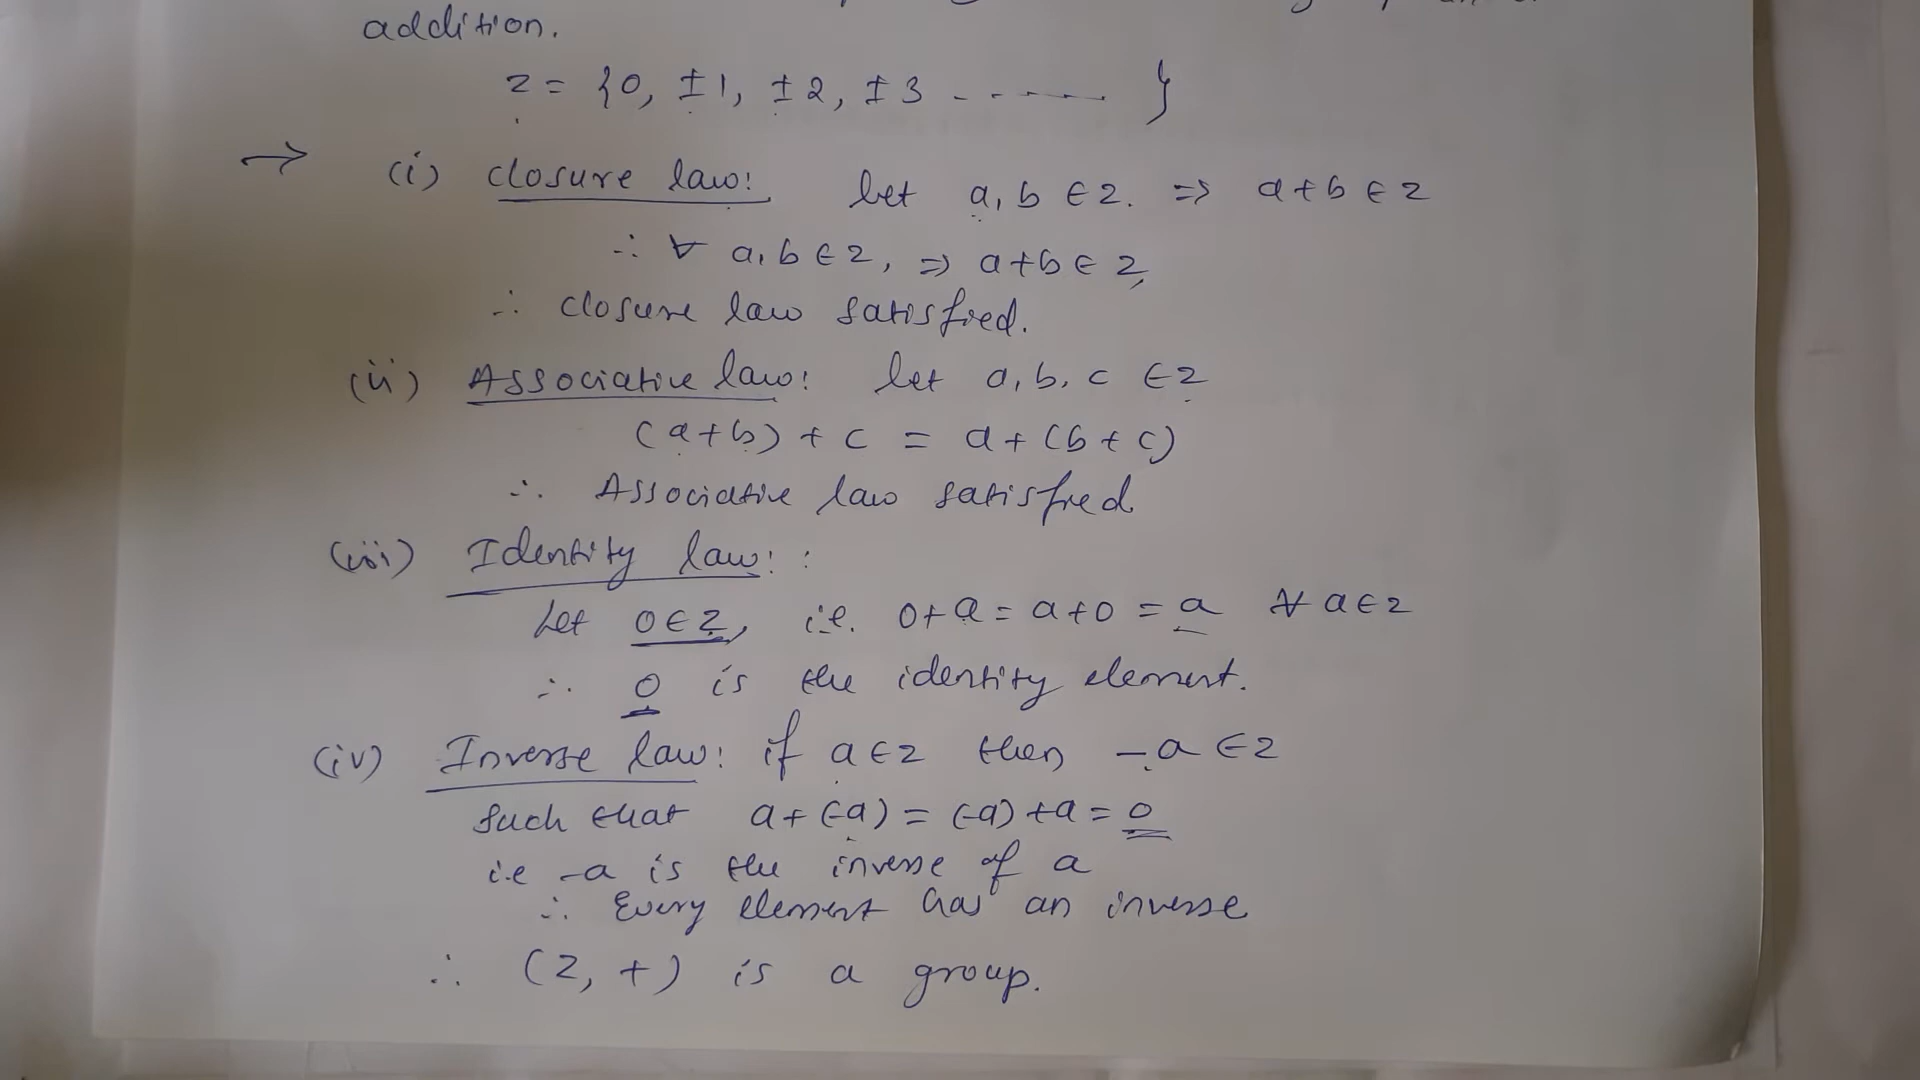 addition.
z = {0, ±1, ±2, ±3 ------ }
→ (i) closure law: let a, b ∈ z. ⇒ a+b ∈ z
∴ ∀ a, b ∈ z, ⇒ a+b ∈ z,
∴ closure law satisfied.
(ii) Associative law: let a, b, c ∈ z
(a+b) + c = a + (b + c)
∴ Associative law satisfied
(iii) Identity law: :
Let 0 ∈ z, i.e. 0+a = a+0 = a ∀ a ∈ z
∴ 0 is the identity element.
(iv) Inverse law: if a ∈ z then -a ∈ z
such that a + (-a) = (-a) + a = 0
i.e -a is the inverse of a
∴ Every element has an inverse
∴ (z, +) is a group.